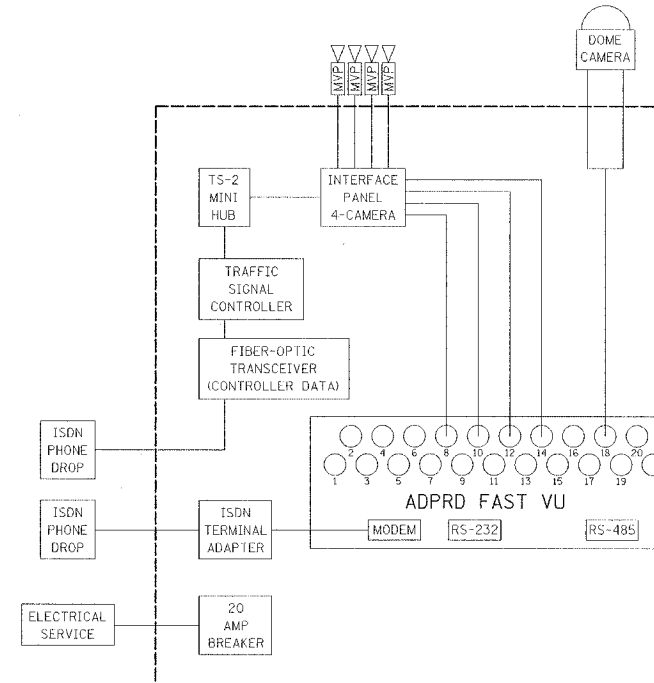 DOME
CAMERA
MVP MVP MVP MVP
TS-2
MINI
HUB
INTERFACE
PANEL
4-CAMERA
TRAFFIC
SIGNAL
CONTROLLER
FIBER-OPTIC
TRANSCEIVER
(CONTROLLER DATA)
ISDN
PHONE
DROP
2 4 6 8 10 12 14 16 18 20
1 3 5 7 9 11 13 15 17 19
ADPRD FAST VU
ISDN
PHONE
DROP
ISDN
TERMINAL
ADAPTER
MODEM RS-232 RS-485
ELECTRICAL
SERVICE
20
AMP
BREAKER